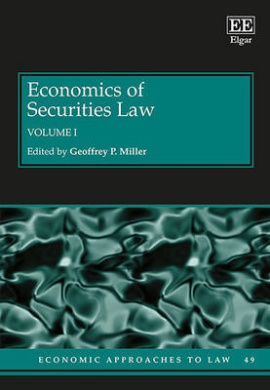 EE
Elgar
Economics of
Securities Law
VOLUME I
Edited by Geoffrey P. Miller
ECONOMIC APPROACHES TO LAW 49